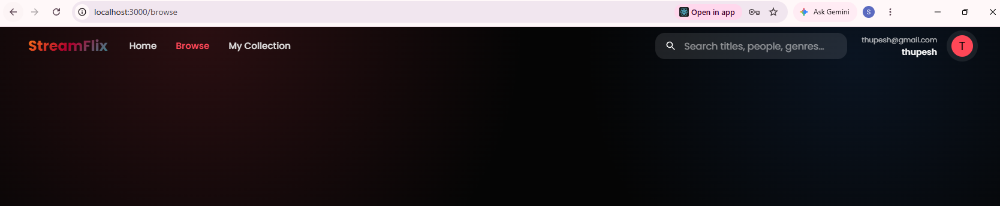 localhost:3000/browse
Open in app
Ask Gemini
S
StreamFlix
Home
Browse
My Collection
Search titles, people, genres...
thupesh@gmail.com
thupesh
T